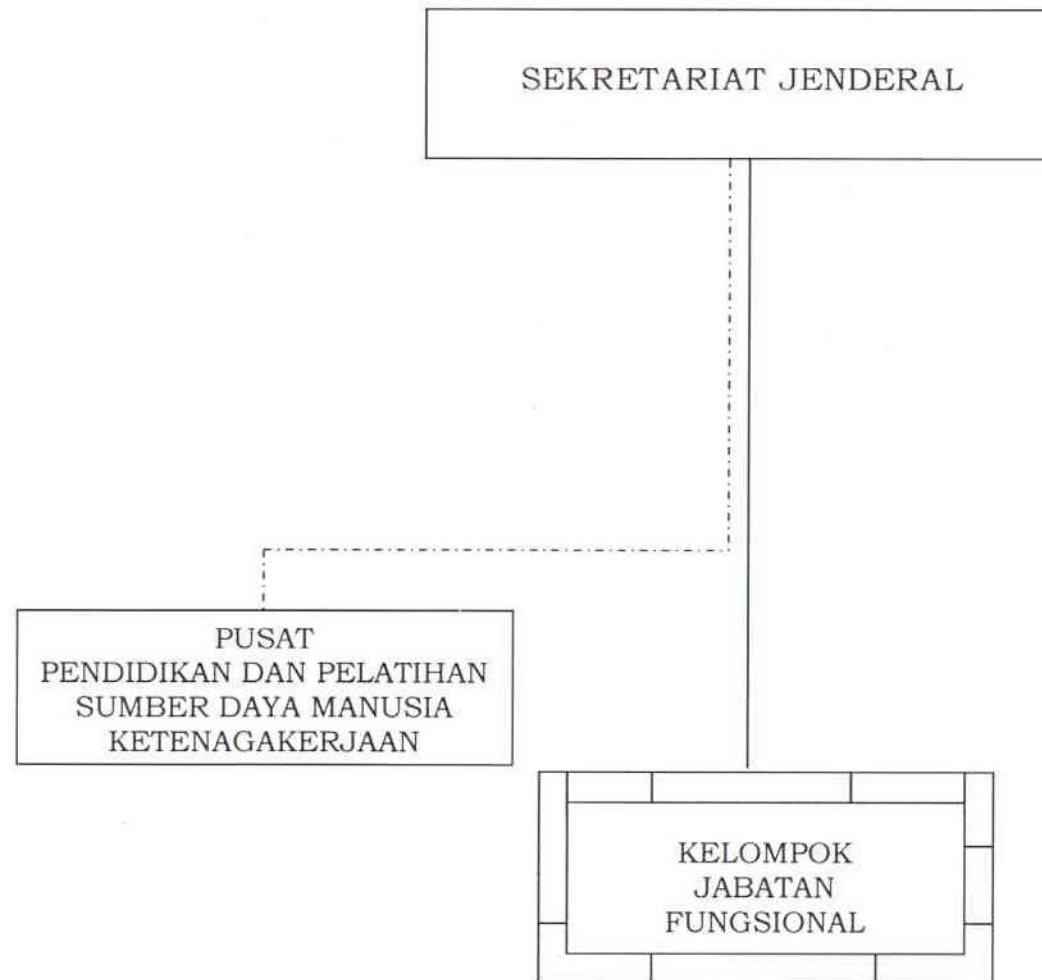 SEKRETARIAT JENDERAL
PUSAT
PENDIDIKAN DAN PELATIHAN
SUMBER DAYA MANUSIA
KETENAGAKERJAAN
KELOMPOK
JABATAN
FUNGSIONAL